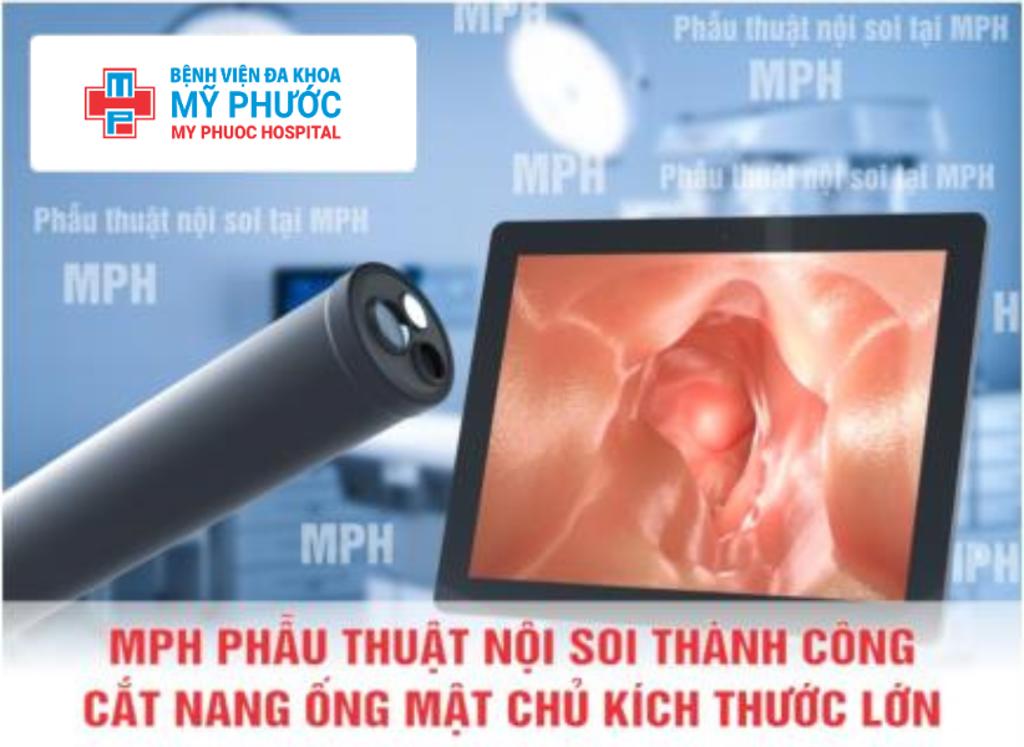 MPH
Phẫu thuật nội soi tại MPH
BỆNH VIỆN ĐA KHOA
MỸ PHƯỚC
MY PHUOC HOSPITAL
MP
MPH
MPH
Phẫu thuật nội soi tại MPH
Phẫu thuật nội soi tại MPH
MPH
H
MPH
IPH
MPH PHẪU THUẬT NỘI SOI THÀNH CÔNG
CẮT NANG ỐNG MẬT CHỦ KÍCH THƯỚC LỚN